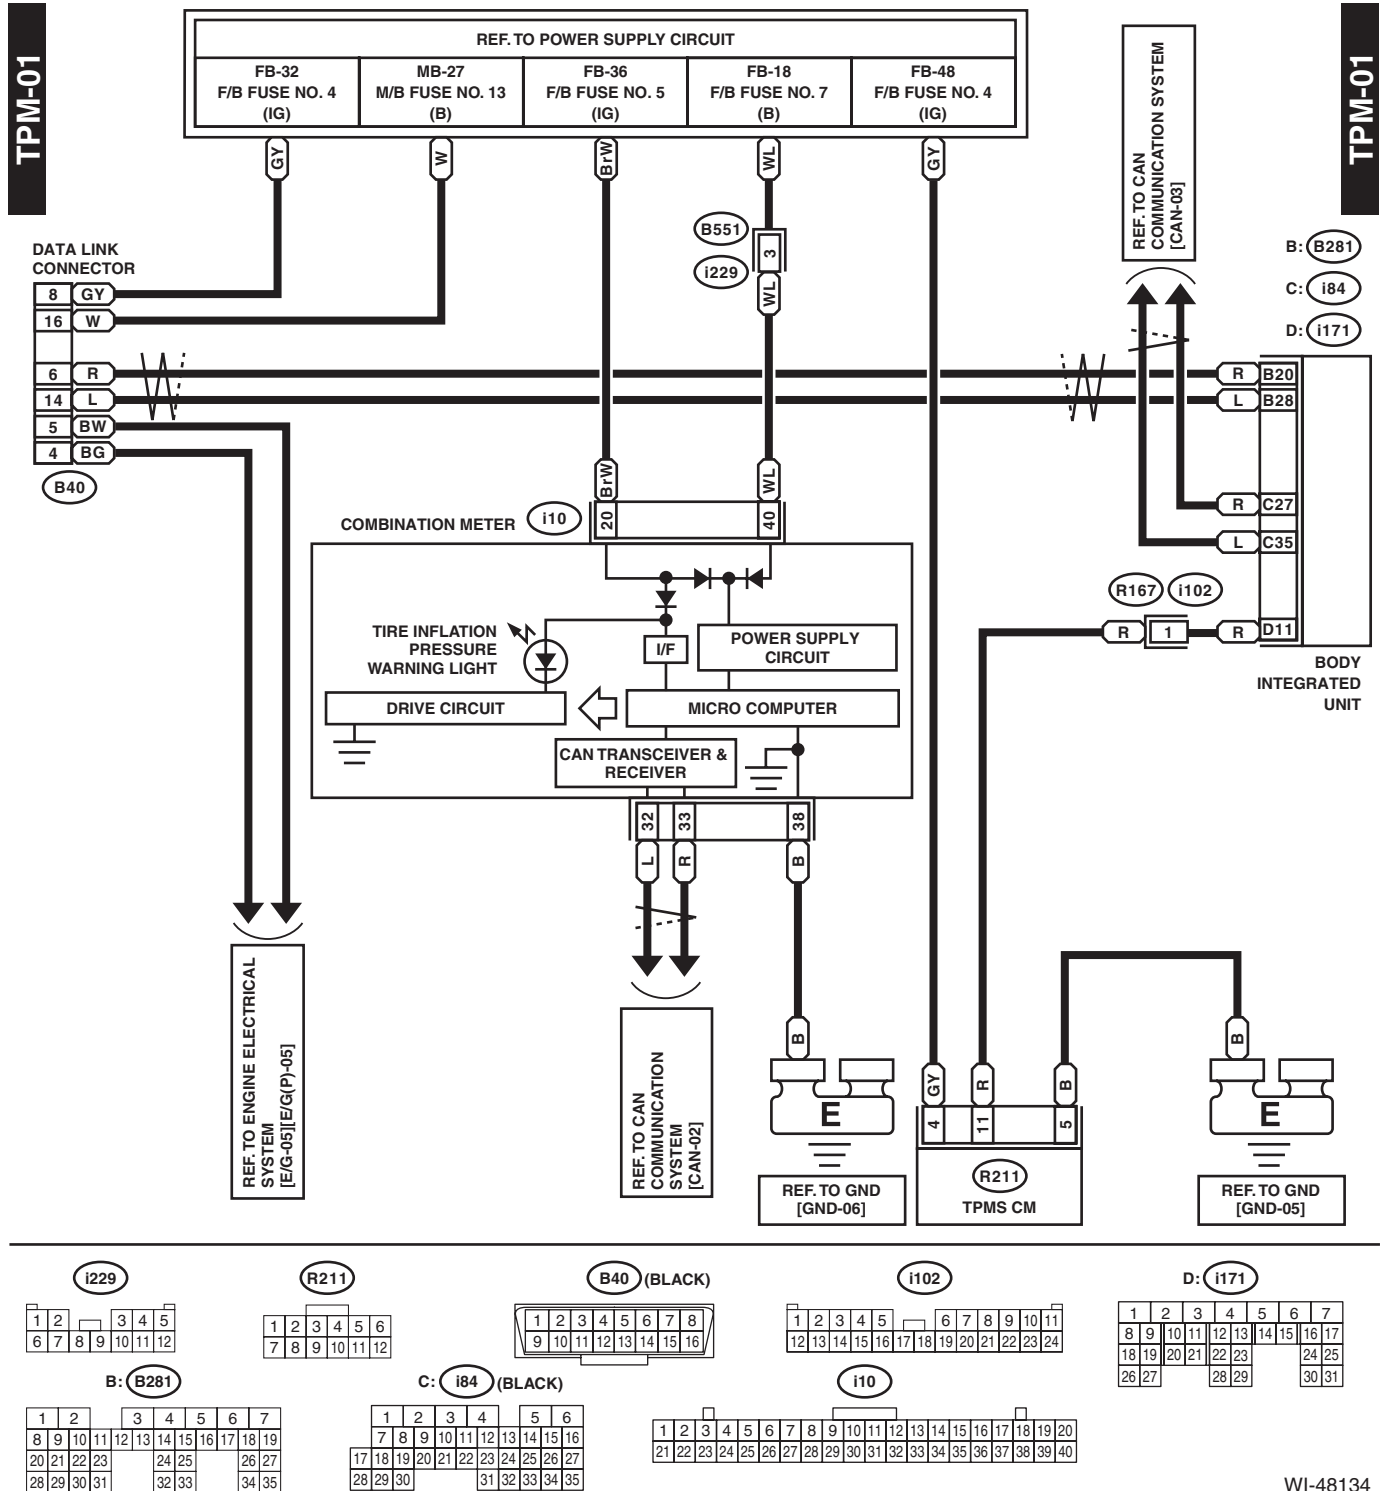 TPM-01
TPM-01
REF. TO POWER SUPPLY CIRCUIT
FB-32
F/B FUSE NO. 4
(IG)
MB-27
M/B FUSE NO. 13
(B)
FB-36
F/B FUSE NO. 5
(IG)
FB-18
F/B FUSE NO. 7
(B)
FB-48
F/B FUSE NO. 4
(IG)
GY
W
BrW
WL
GY
REF. TO CAN
COMMUNICATION SYSTEM
[CAN-03]
B551
3
i229
WL
B: B281
C: i84
D: i171
DATA LINK
CONNECTOR
8 GY
16 W
6 R
14 L
5 BW
4 BG
B40
R B20
L B28
R C27
L C35
R167 i102
R 1 R D11
BODY
INTEGRATED
UNIT
BrW
WL
COMBINATION METER i10 20 40
TIRE INFLATION
PRESSURE
WARNING LIGHT
I/F
POWER SUPPLY
CIRCUIT
DRIVE CIRCUIT
MICRO COMPUTER
CAN TRANSCEIVER &
RECEIVER
32 33 38
L R B
REF. TO ENGINE ELECTRICAL
SYSTEM
[E/G-05][E/G(P)-05]
REF. TO CAN
COMMUNICATION
SYSTEM
[CAN-02]
B
E
REF. TO GND
[GND-06]
GY R B
4 11 5
R211
TPMS CM
B
E
REF. TO GND
[GND-05]
i229
1 2 3 4 5
6 7 8 9 10 11 12
R211
1 2 3 4 5 6
7 8 9 10 11 12
B40 (BLACK)
1 2 3 4 5 6 7 8
9 10 11 12 13 14 15 16
i102
1 2 3 4 5 6 7 8 9 10 11
12 13 14 15 16 17 18 19 20 21 22 23 24
D: i171
1 2 3 4 5 6 7
8 9 10 11 12 13 14 15 16 17
18 19 20 21 22 23 24 25
26 27 28 29 30 31
B: B281
1 2 3 4 5 6 7
8 9 10 11 12 13 14 15 16 17 18 19
20 21 22 23 24 25 26 27
28 29 30 31 32 33 34 35
C: i84 (BLACK)
1 2 3 4 5 6
7 8 9 10 11 12 13 14 15 16
17 18 19 20 21 22 23 24 25 26 27
28 29 30 31 32 33 34 35
i10
1 2 3 4 5 6 7 8 9 10 11 12 13 14 15 16 17 18 19 20
21 22 23 24 25 26 27 28 29 30 31 32 33 34 35 36 37 38 39 40
WI-48134